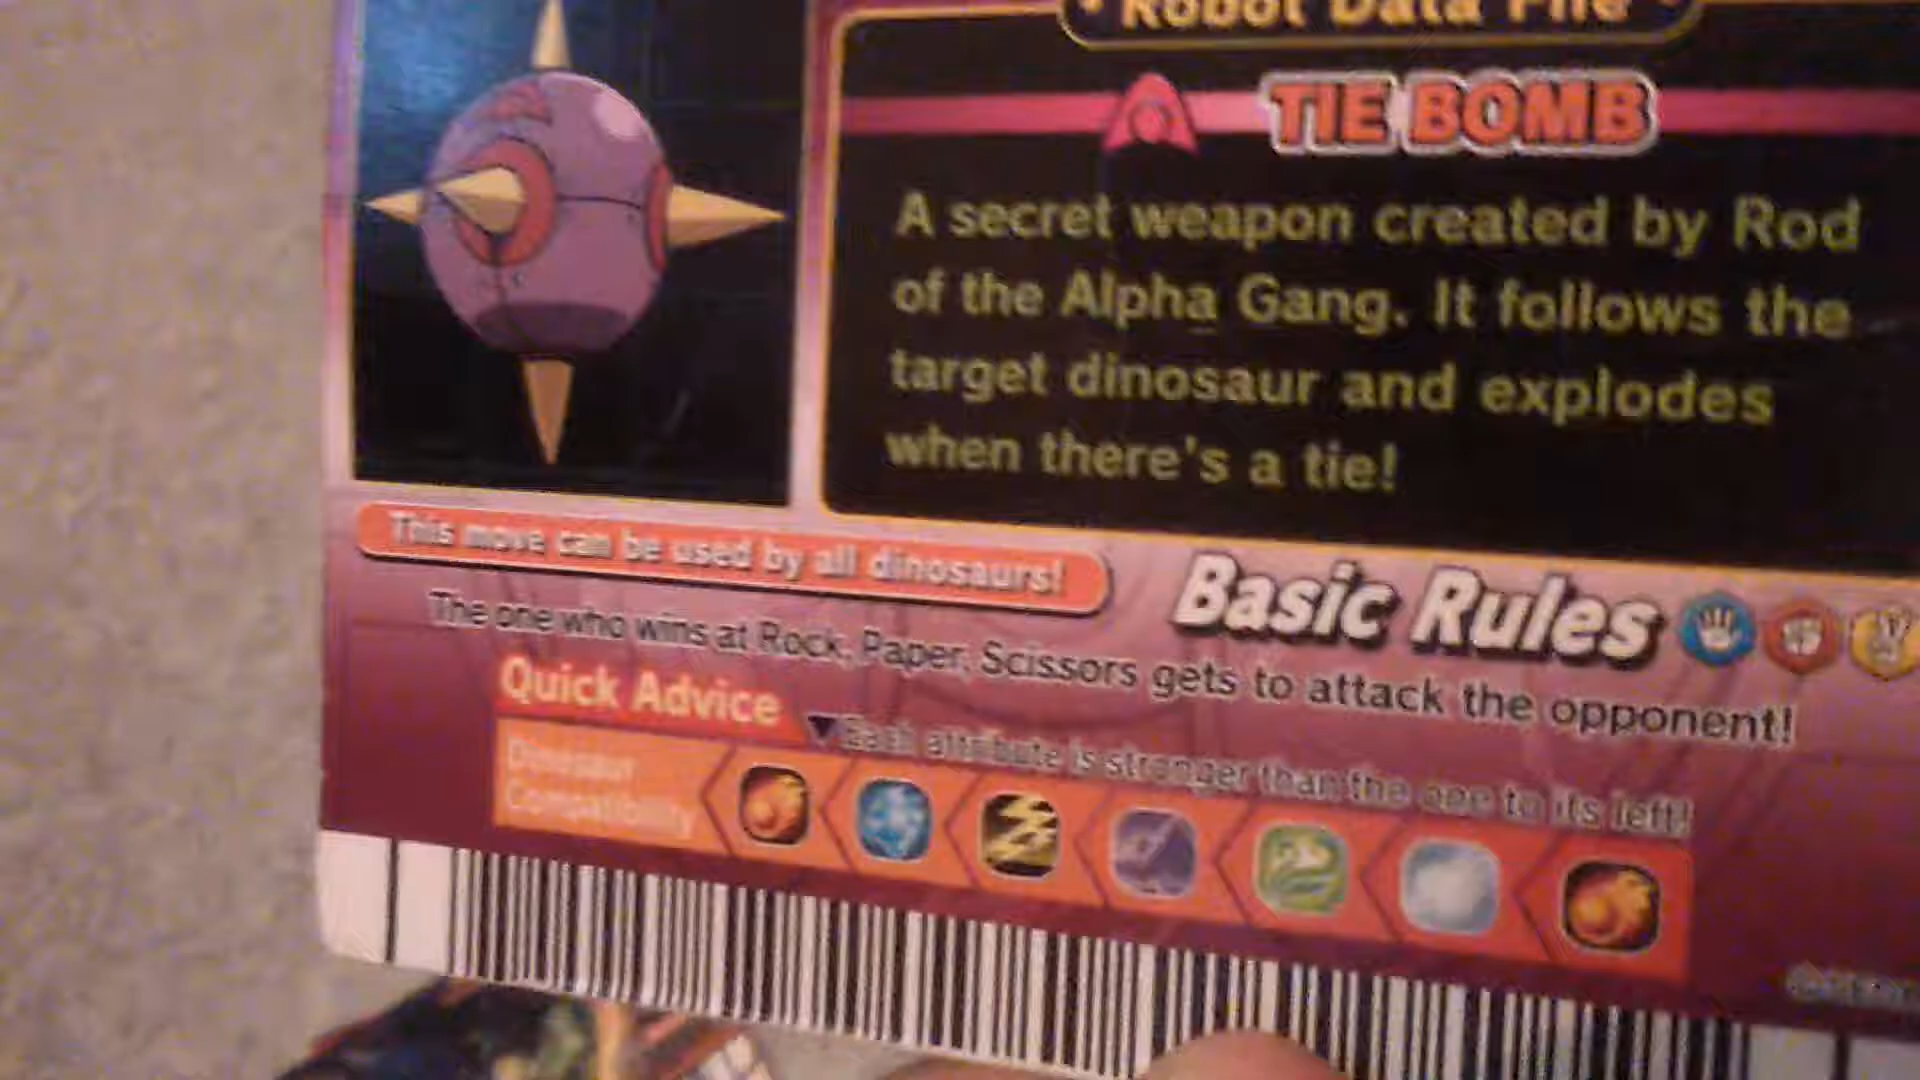 Robot Data File
TIE BOMB
A secret weapon created by Rod
of the Alpha Gang. It follows the
target dinosaur and explodes
when there's a tie!
This move can be used by all dinosaurs!
Basic Rules
The one who wins at Rock, Paper, Scissors gets to attack the opponent!
Quick Advice
▼Each attribute is stronger than the one to its left!
Dinosaur
Compatibility